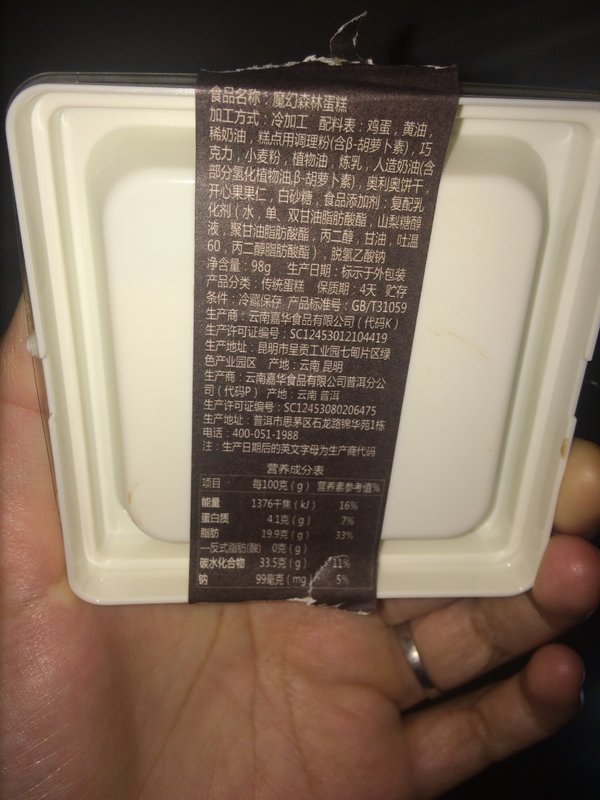 食品名称：魔幻森林蛋糕
加工方式：冷加工 配料表：鸡蛋，黄油，
稀奶油，糕点用调理粉(含β-胡萝卜素)，巧
克力，小麦粉，植物油，炼乳，人造奶油(含
部分氢化植物油,β-胡萝卜素)，奥利奥饼干，
开心果果仁，白砂糖，食品添加剂：复配乳
化剂（水，单，双甘油脂肪酸酯，山梨糖醇
液，聚甘油脂肪酸酯，丙二醇，甘油，吐温
60，丙二醇脂肪酸酯），脱氢乙酸钠
净含量：98g 生产日期：标示于外包装
产品分类：传统蛋糕 保质期：4天 贮存
条件：冷藏保存 产品标准号：GB/T31059
生产商：云南嘉华食品有限公司（代码K）
生产许可证编号：SC12453012104419
生产地址：昆明市呈贡工业园七甸片区绿
色产业园区 产地：云南 昆明
生产商：云南嘉华食品有限公司普洱分公
司（代码P） 产地：云南 普洱
生产许可证编号：SC12453080206475
生产地址：普洱市思茅区石龙路锦华苑1栋
电话：400-051-1988
注：生产日期后的英文字母为生产商代码
营养成分表
项目 每100克（g） 营养素参考值%
能量 1376千焦（kJ） 16%
蛋白质 4.1克（g） 7%
脂肪 19.9克（g） 33%
—反式脂肪(酸) 0克（g）
碳水化合物 33.5克（g） 11%
钠 99毫克（mg 5%